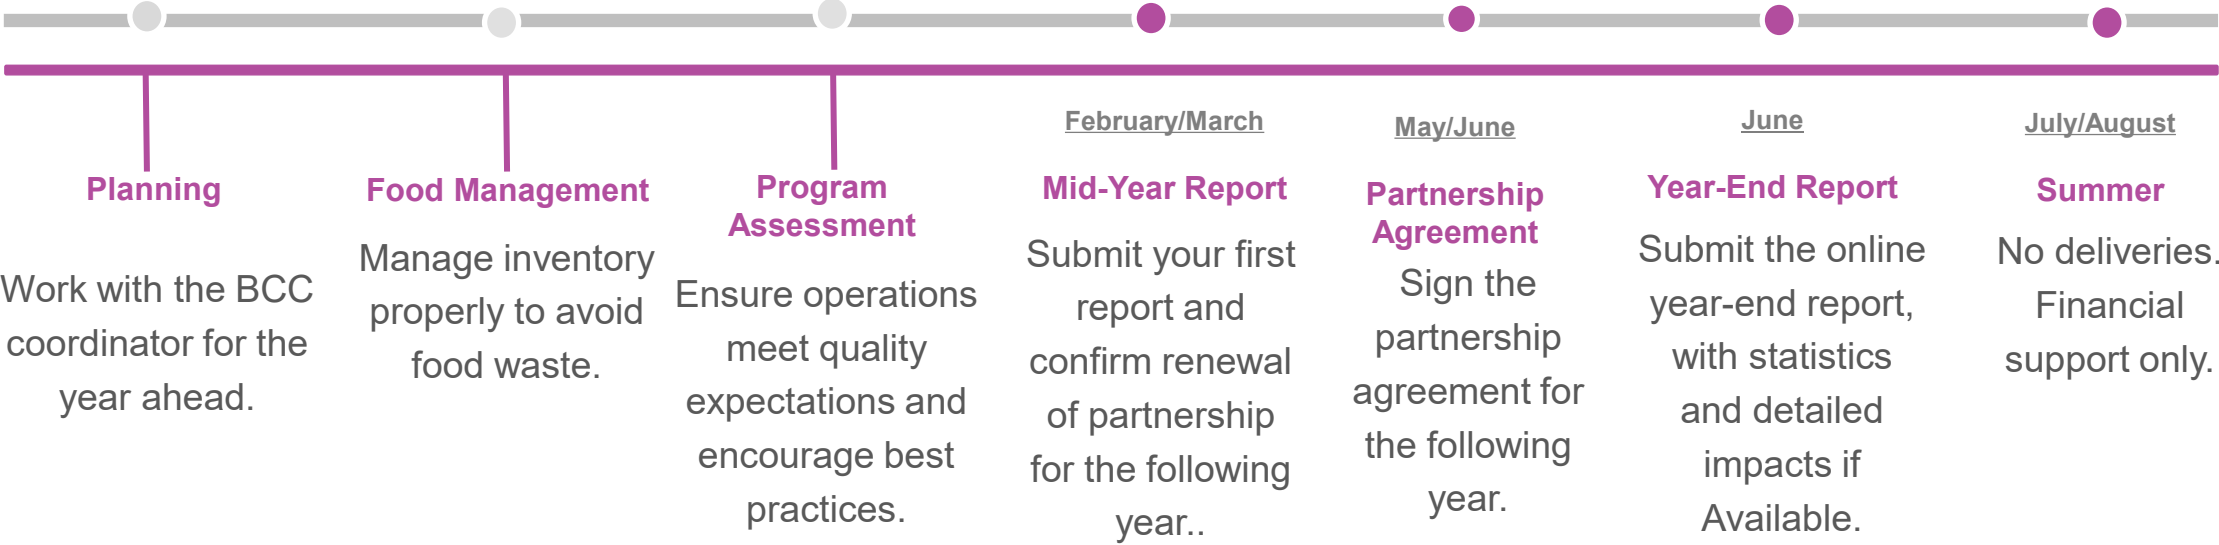 Planning
Work with the BCC
coordinator for the
year ahead.
Food Management
Manage inventory
properly to avoid
food waste.
Program
Assessment
Ensure operations
meet quality
expectations and
encourage best
practices.
February/March
Mid-Year Report
Submit your first
report and
confirm renewal
of partnership
for the following
year..
May/June
Partnership
Agreement
Sign the
partnership
agreement for
the following
year.
June
Year-End Report
Submit the online
year-end report,
with statistics
and detailed
impacts if
Available.
July/August
Summer
No deliveries.
Financial
support only.